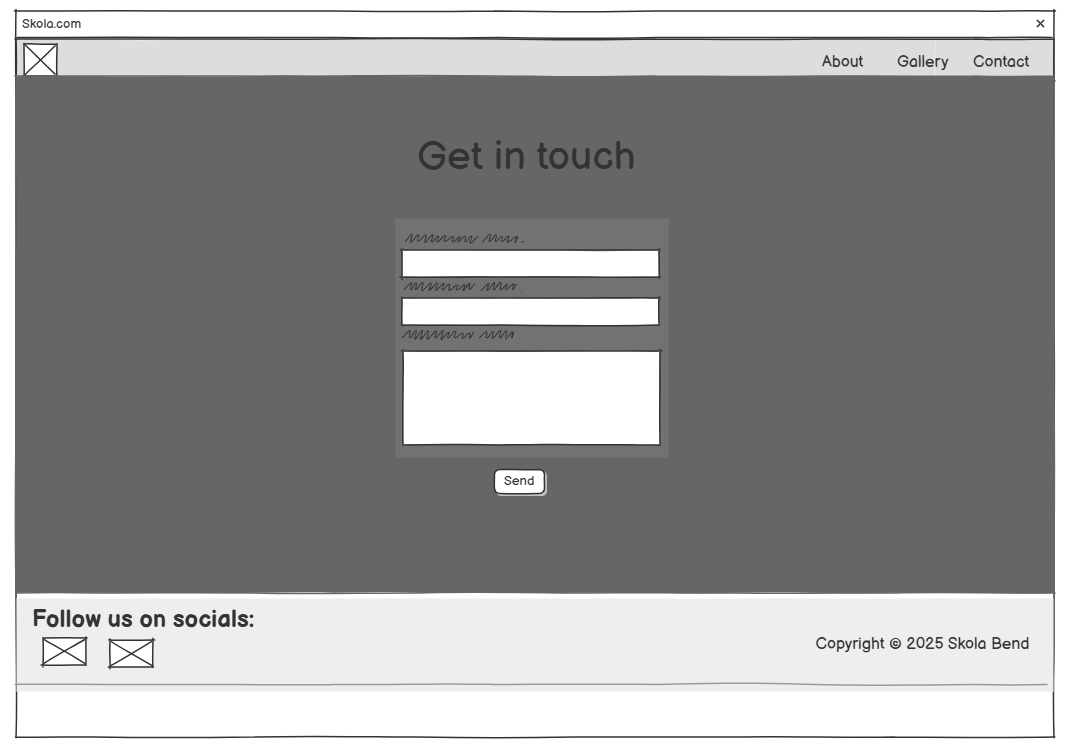 Skola.com
About Gallery Contact
Get in touch
Send
Follow us on socials:
Copyright © 2025 Skola Bend